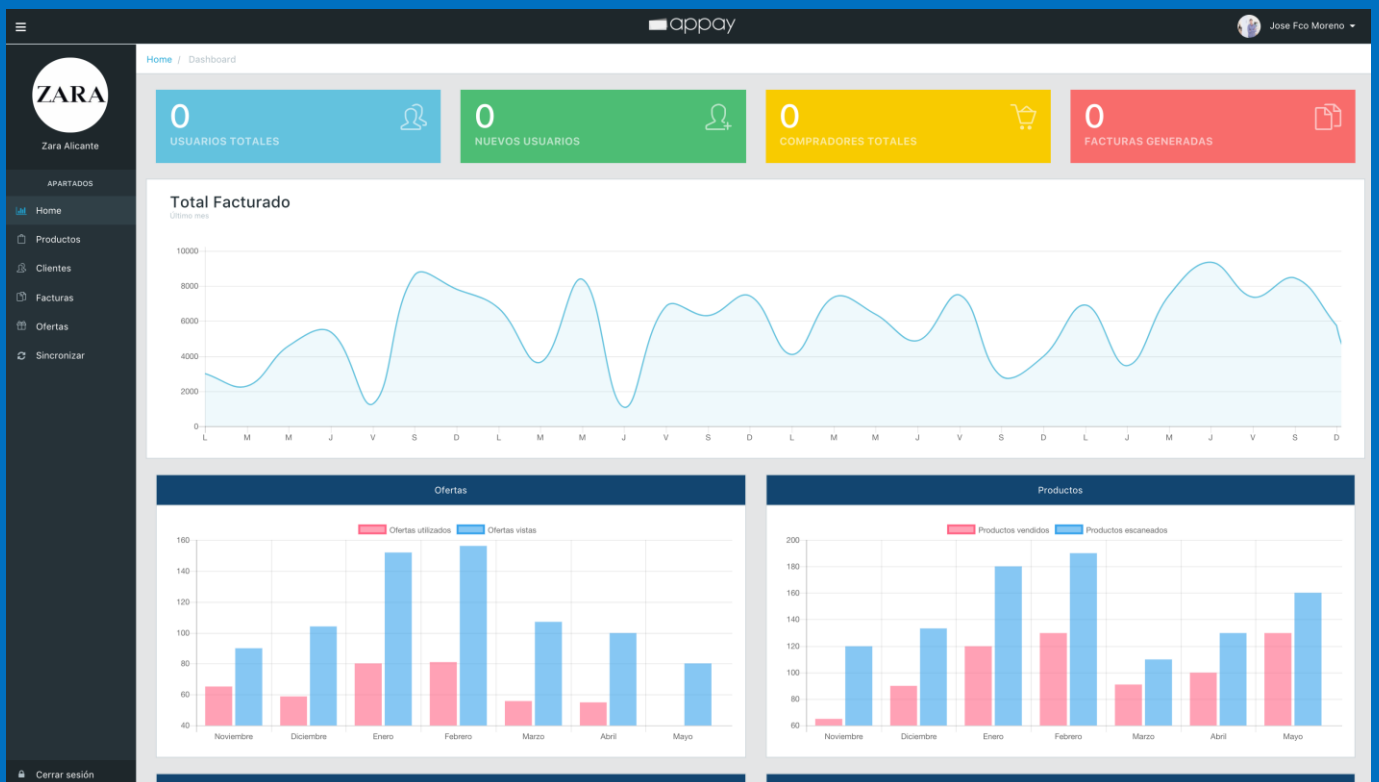 appay
Jose Fco Moreno
ZARA
Zara Alicante
APARTADOS
Home
Productos
Clientes
Facturas
Ofertas
Sincronizar
Cerrar sesión
Home / Dashboard
0
USUARIOS TOTALES
0
NUEVOS USUARIOS
0
COMPRADORES TOTALES
0
FACTURAS GENERADAS
Total Facturado
Último mes
10000
8000
6000
4000
2000
0
L M M J V S D L M M J V S D L M M J V S D L J M J V S D
Ofertas
Ofertas utilizados Ofertas vistas
160
140
120
100
80
60
40
Noviembre Diciembre Enero Febrero Marzo Abril Mayo
Productos
Productos vendidos Productos escaneados
200
180
160
140
120
100
80
60
Noviembre Diciembre Enero Febrero Marzo Abril Mayo